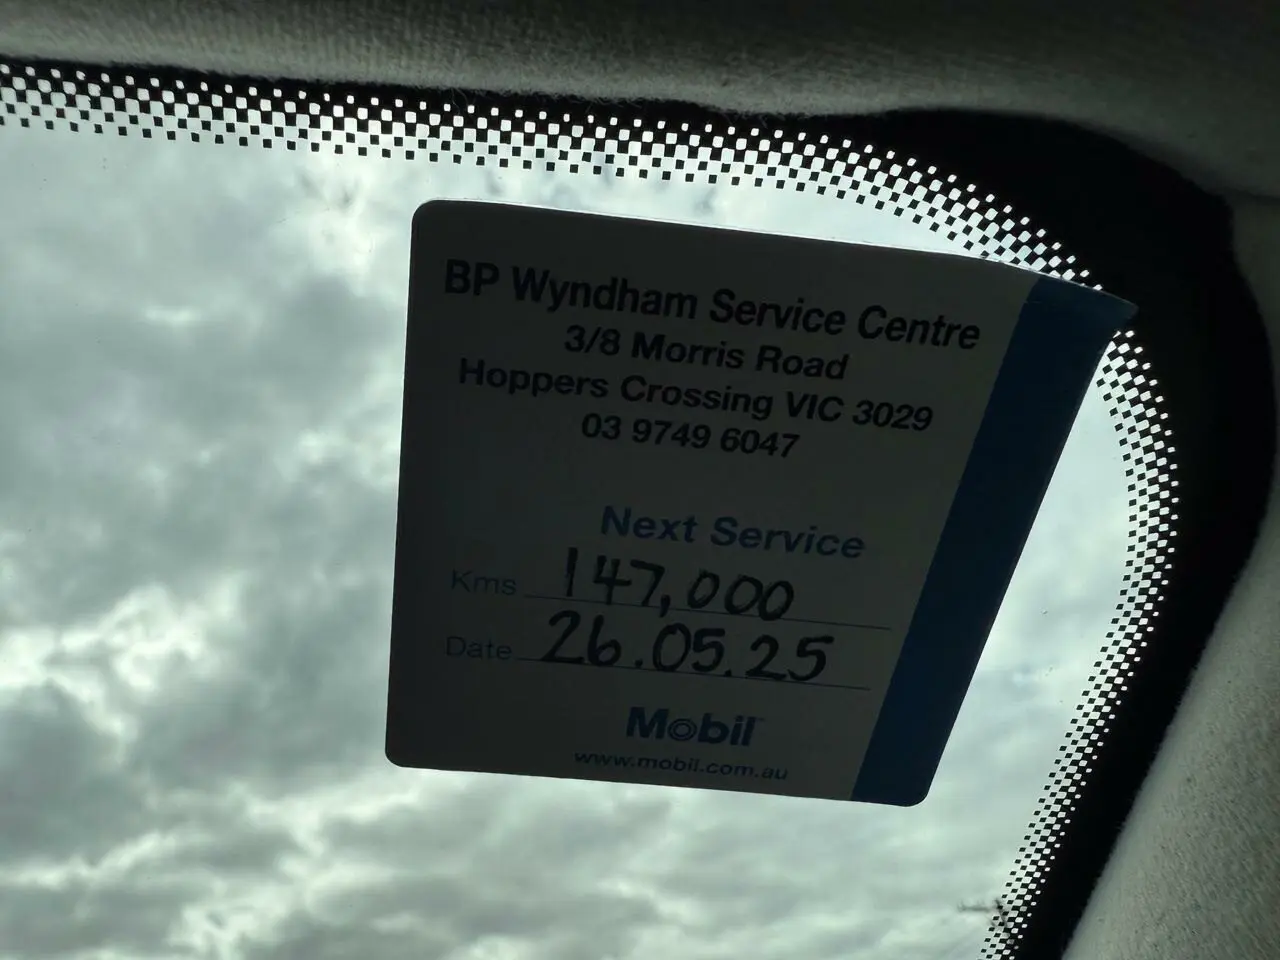 BP Wyndham Service Centre
3/8 Morris Road
Hoppers Crossing VIC 3029
03 9749 6047
Next Service
Kms 147,000
Date 26.05.25
Mobil
www.mobil.com.au